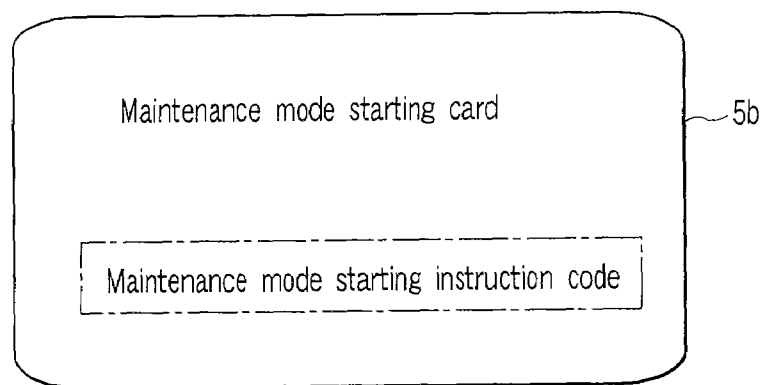 Maintenance mode starting card
5b
Maintenance mode starting instruction code